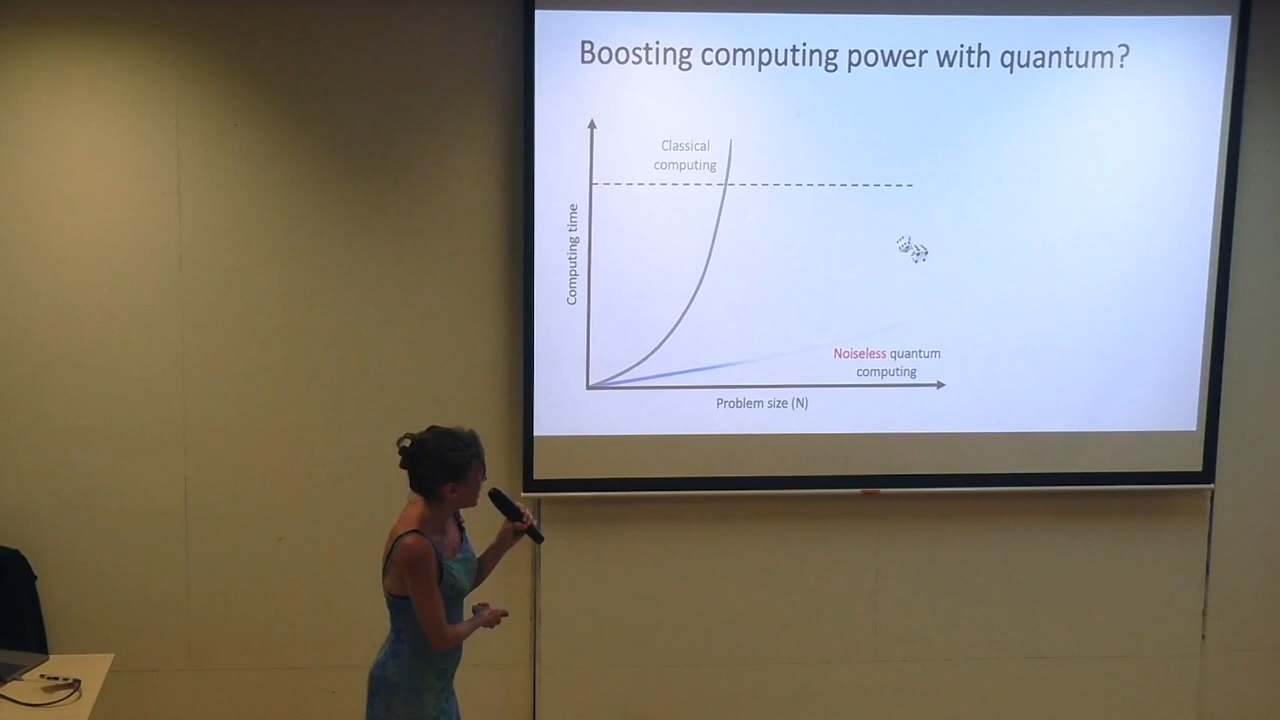 Boosting computing power with quantum?
Classical
computing
Computing time
Noiseless quantum
computing
Problem size (N)